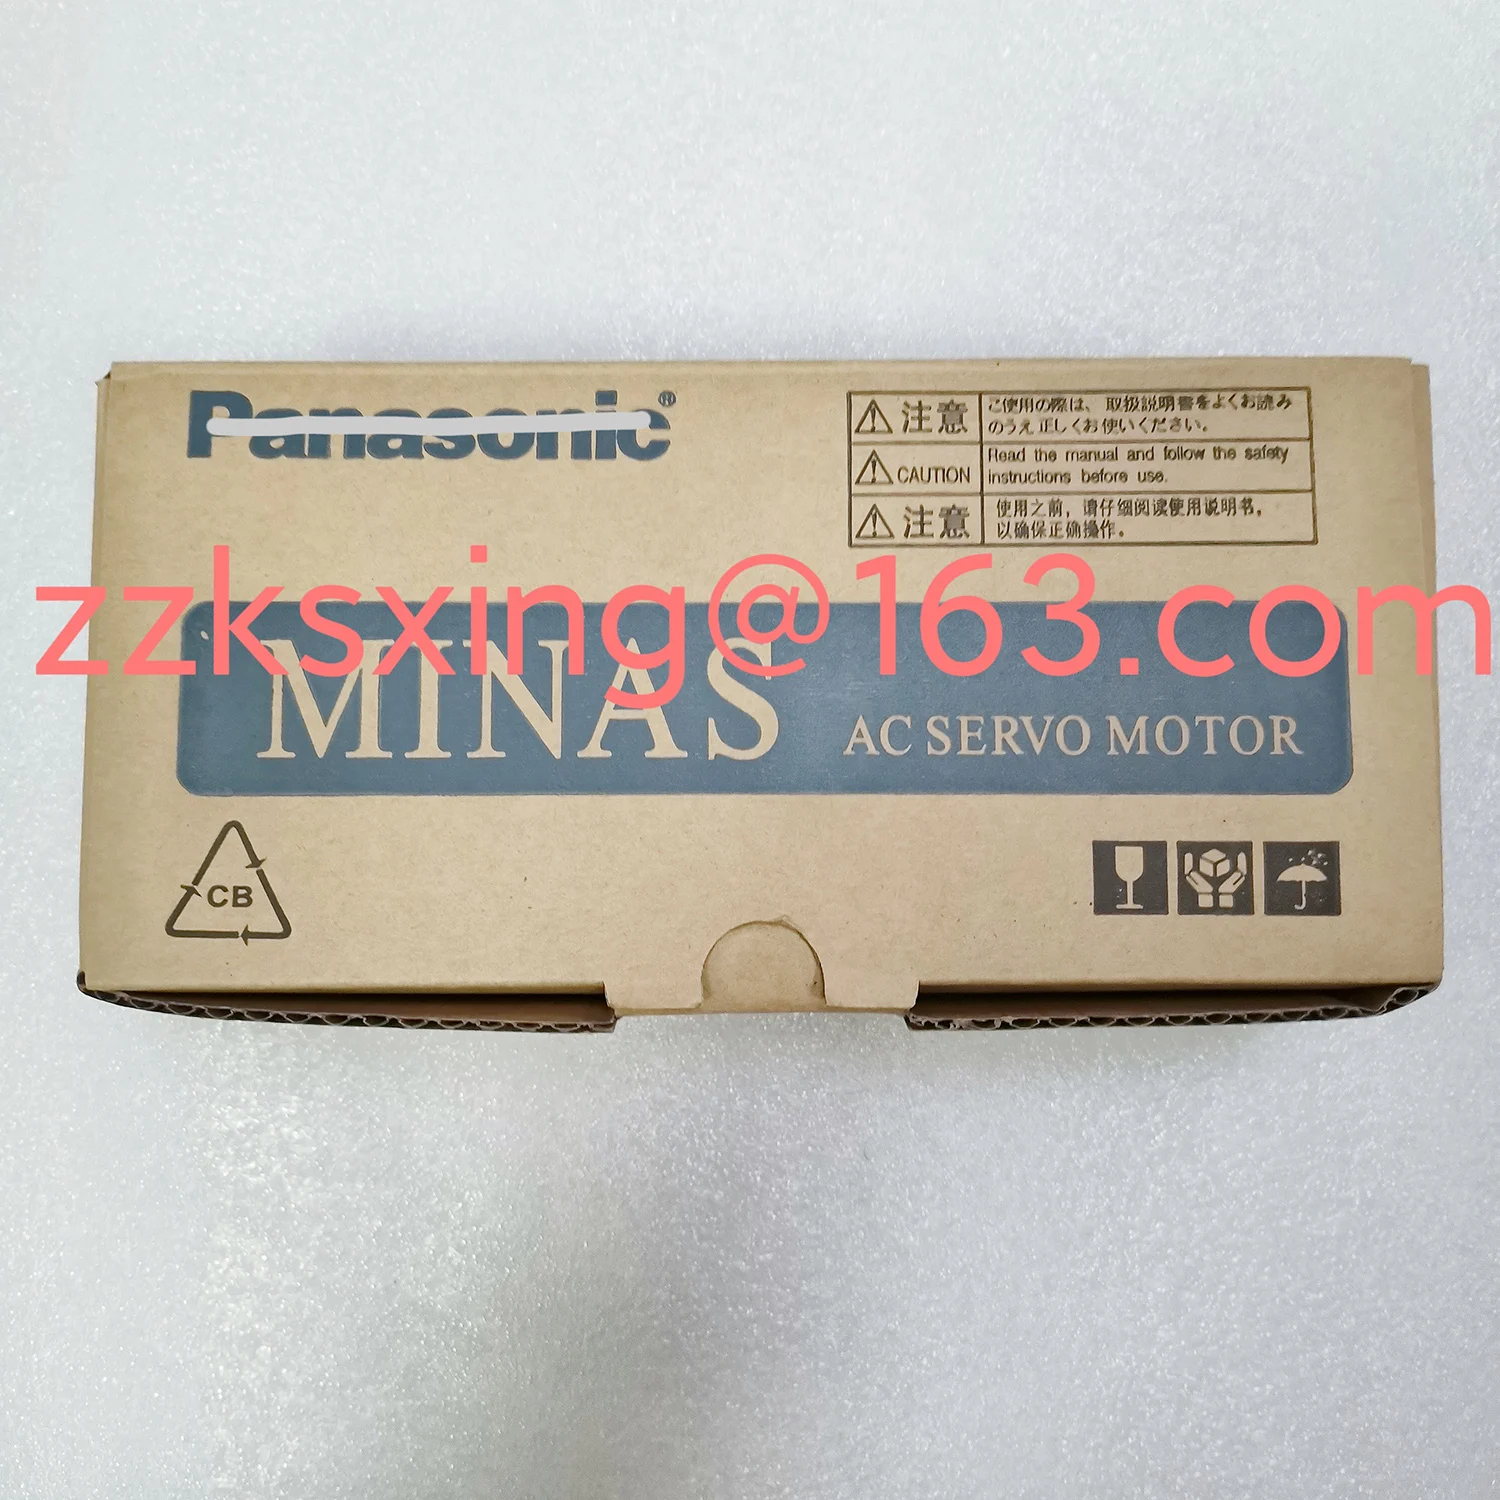 Panasonic®
注意 こ使用の際は、取扱説明書をよくお読み
のうえ正しくお使いください。
CAUTION Read the manual and follow the safety
instructions before use.
注意 使用之前，请仔细阅读使用说明书，
以确保正确操作。
zzksxing@163.com
MINAS AC SERVO MOTOR
CB